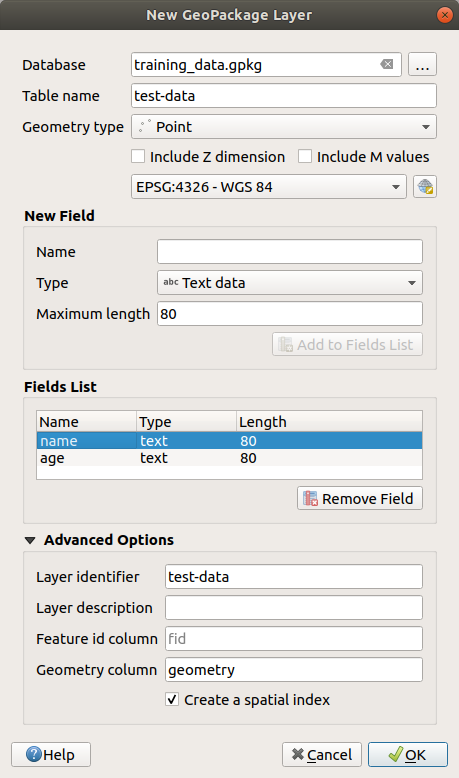 New GeoPackage Layer
Database training_data.gpkg ...
Table name test-data
Geometry type Point
Include Z dimension Include M values
EPSG:4326 - WGS 84
New Field
Name
Type abc Text data
Maximum length 80
Add to Fields List
Fields List
Name Type Length
name text 80
age text 80
Remove Field
Advanced Options
Layer identifier test-data
Layer description
Feature id column fid
Geometry column geometry
Create a spatial index
Help Cancel OK